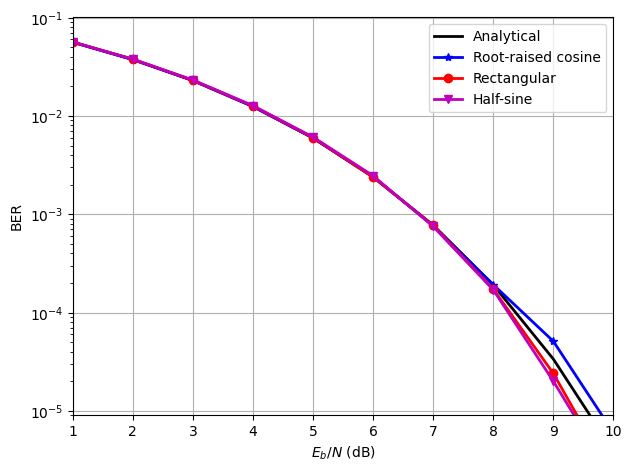 Analytical
Root-raised cosine
Rectangular
Half-sine
BER
10⁻¹
10⁻²
10⁻³
10⁻⁴
10⁻⁵
1 2 3 4 5 6 7 8 9 10
E_b/N (dB)